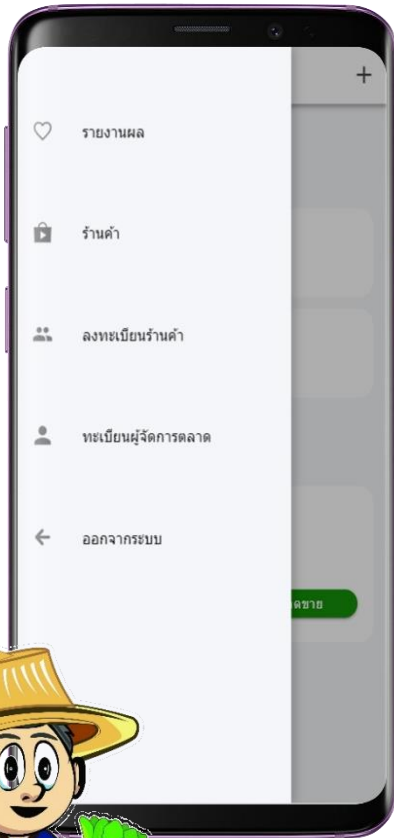 รายงานผล
ร้านค้า
ลงทะเบียนร้านค้า
ทะเบียนผู้จัดการตลาด
ออกจากระบบ